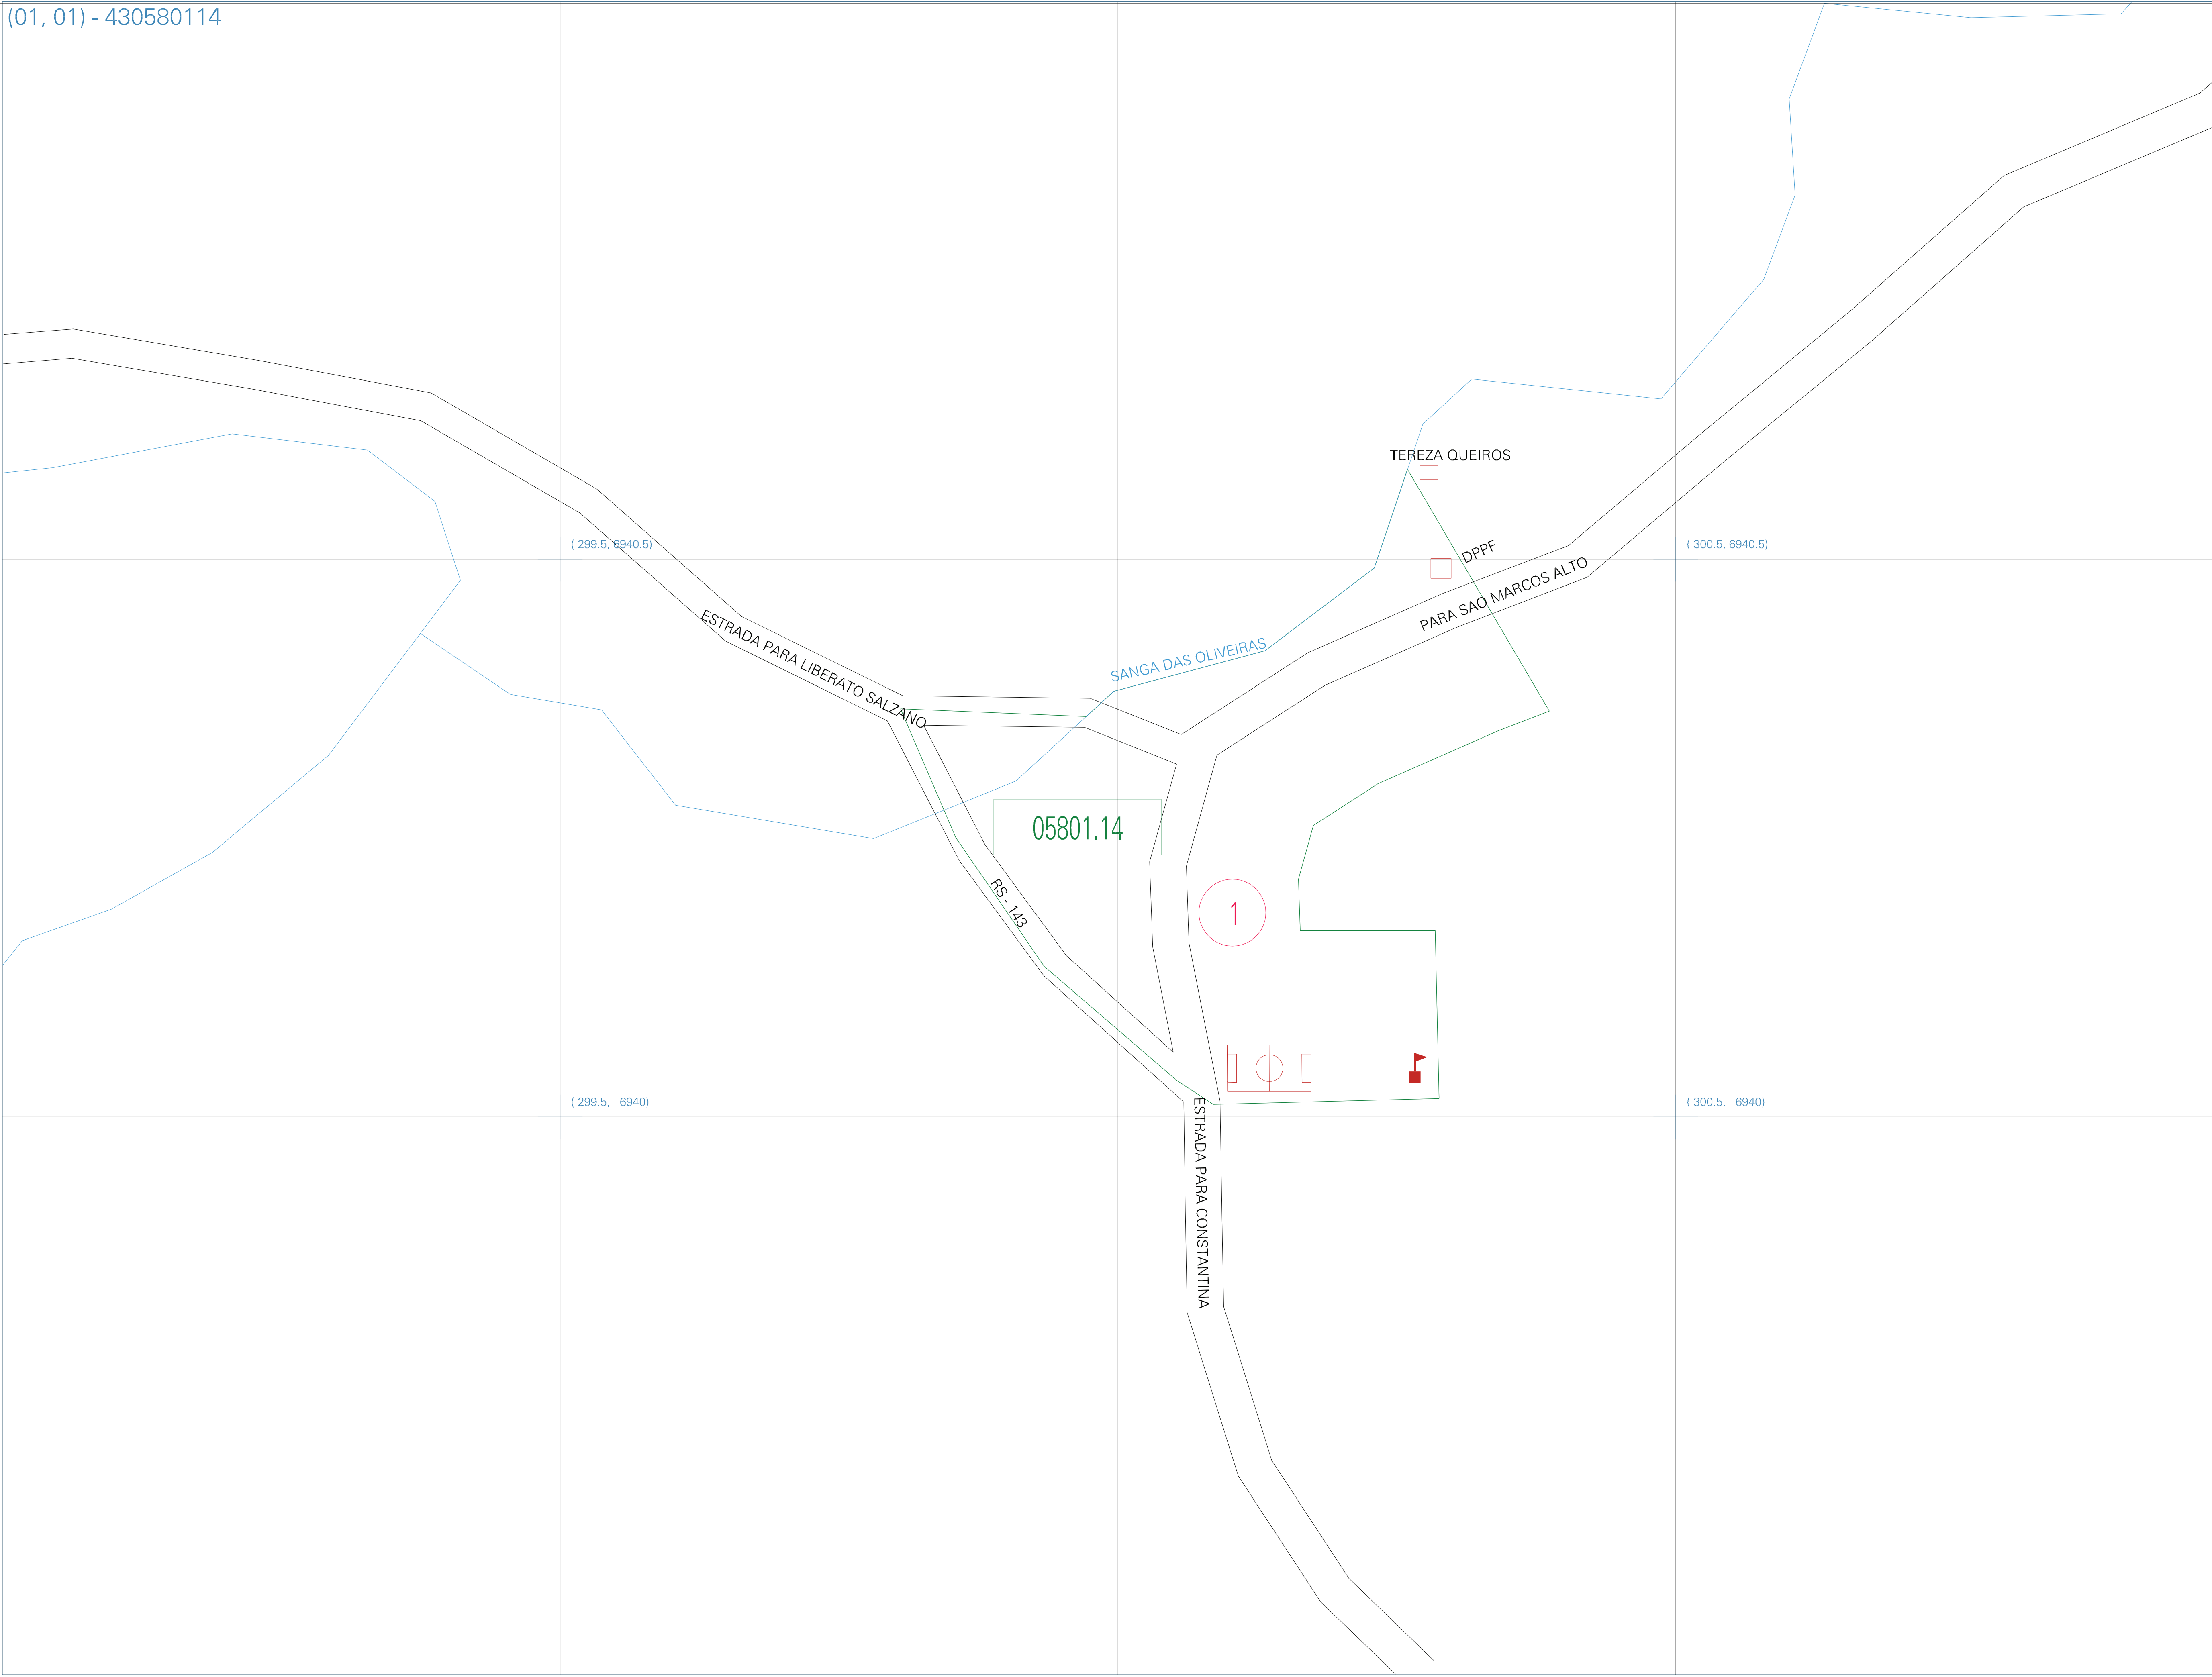 (01, 01) - 430580114
TEREZA QUEIROS
( 299.5, 6940.5)
( 300.5, 6940.5)
DPPF
PARA SAO MARCOS ALTO
ESTRADA PARA LIBERATO SALZANO
SANGA DAS OLIVEIRAS
05801.14
RS - 143
1
( 299.5, 6940)
( 300.5, 6940)
ESTRADA PARA CONSTANTINA